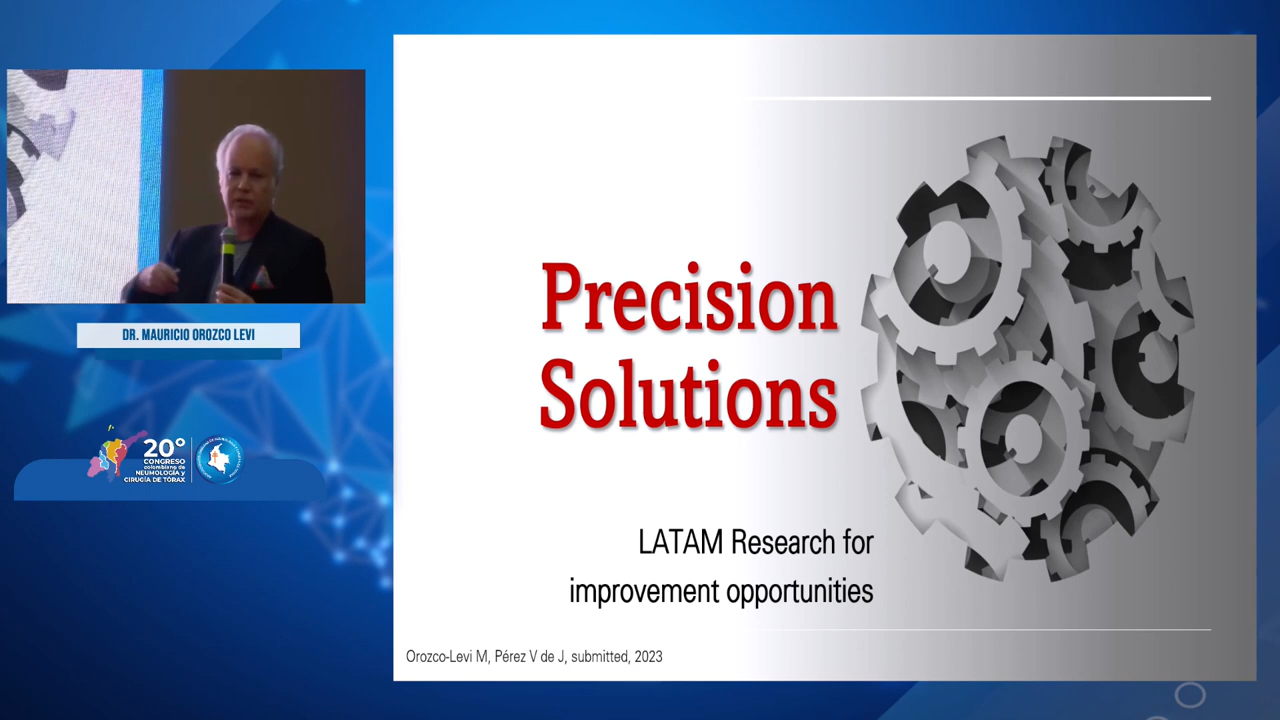 DR. MAURICIO OROZCO LEVI
20º
CONGRESO
colombiano de
NEUMOLOGÍA y
CIRUGÍA DE TÓRAX
Precision
Solutions
LATAM Research for
improvement opportunities
Orozco-Levi M, Pérez V de J, submitted, 2023